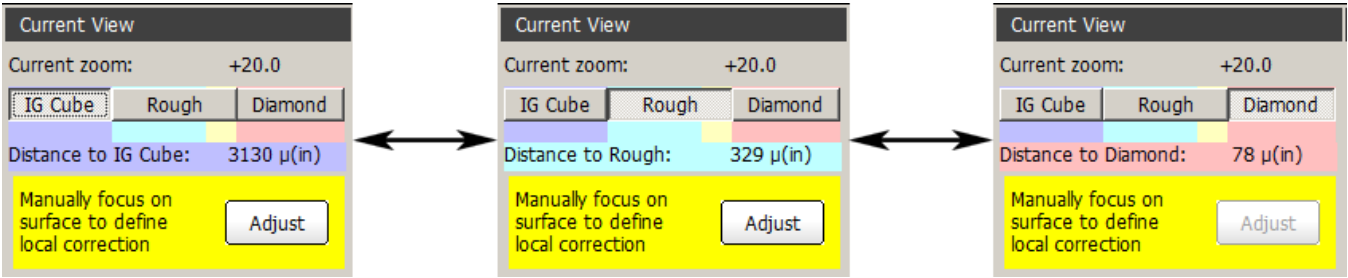 Current View
Current zoom: +20.0
IG Cube Rough Diamond
Distance to IG Cube: 3130 µ(in)
Manually focus on
surface to define
local correction
Adjust
Current View
Current zoom: +20.0
IG Cube Rough Diamond
Distance to Rough: 329 µ(in)
Manually focus on
surface to define
local correction
Adjust
Current View
Current zoom: +20.0
IG Cube Rough Diamond
Distance to Diamond: 78 µ(in)
Manually focus on
surface to define
local correction
Adjust